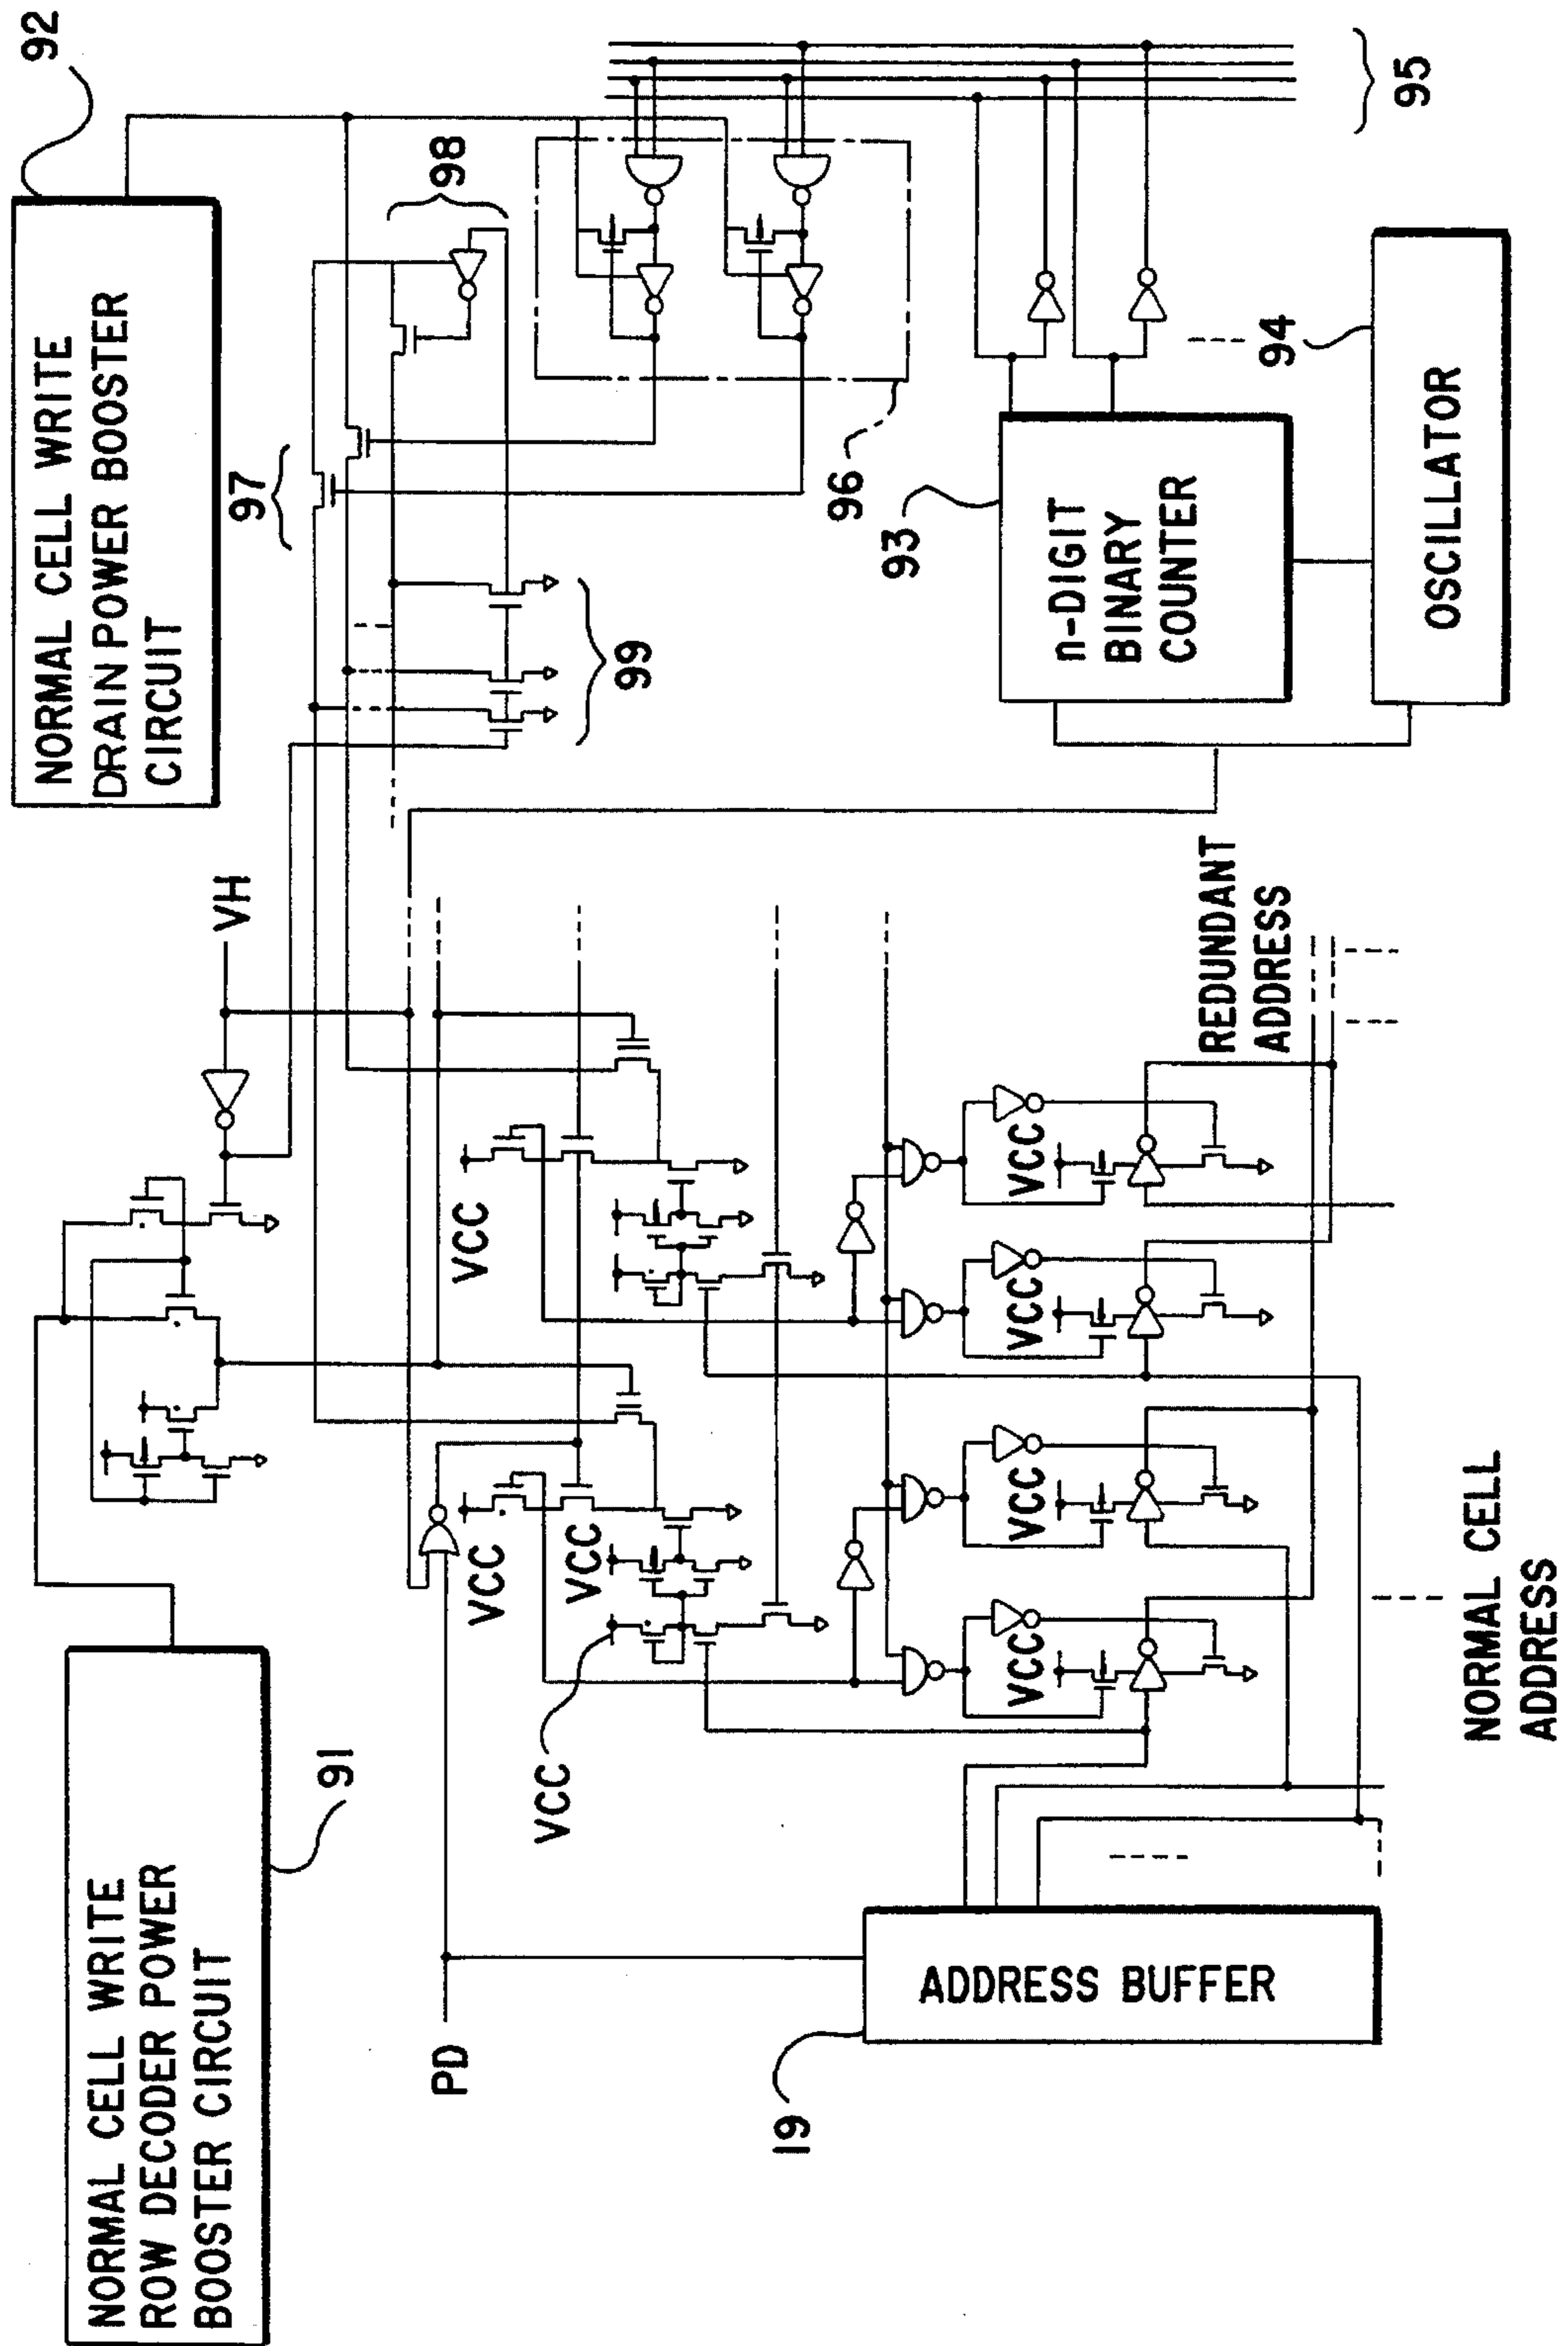 NORMAL CELL WRITE
ROW DECODER POWER
BOOSTER CIRCUIT
91
NORMAL CELL WRITE
DRAIN POWER BOOSTER
CIRCUIT
92
VH
97
98
99
PD
VCC
VCC
VCC
VCC
96
95
19
ADDRESS BUFFER
VCC
VCC
VCC
VCC
REDUNDANT
ADDRESS
NORMAL CELL
ADDRESS
93
n-DIGIT
BINARY
COUNTER
94
OSCILLATOR